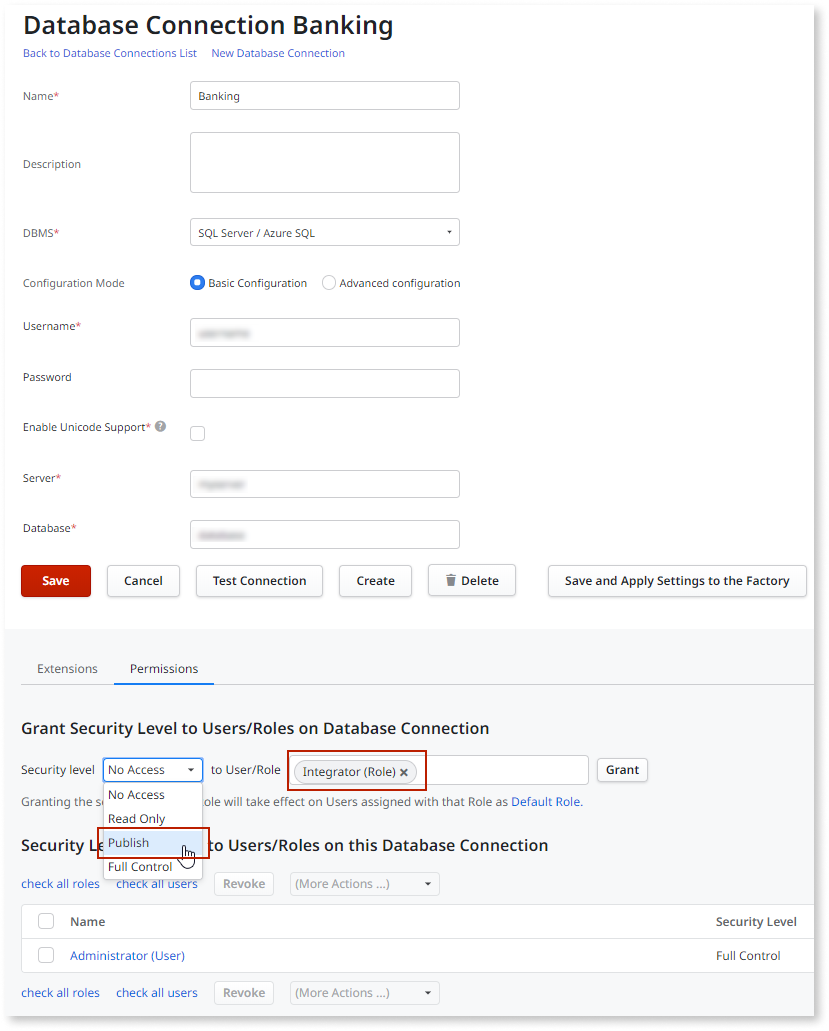 Database Connection Banking
Back to Database Connections List New Database Connection
Name*
Banking
Description
DBMS*
SQL Server / Azure SQL
Configuration Mode
Basic Configuration Advanced configuration
Username*
Password
Enable Unicode Support* ?
Server*
Database*
Save Cancel Test Connection Create Delete Save and Apply Settings to the Factory
Extensions Permissions
Grant Security Level to Users/Roles on Database Connection
Security level No Access to User/Role Integrator (Role) × Grant
No Access
Granting the ole will take effect on Users assigned with that Role as Default Role.
Read Only
Publish
Security Le to Users/Roles on this Database Connection
Full Control
check all roles check all users Revoke (More Actions ...)
Name Security Level
Administrator (User) Full Control
check all roles check all users Revoke (More Actions ...)